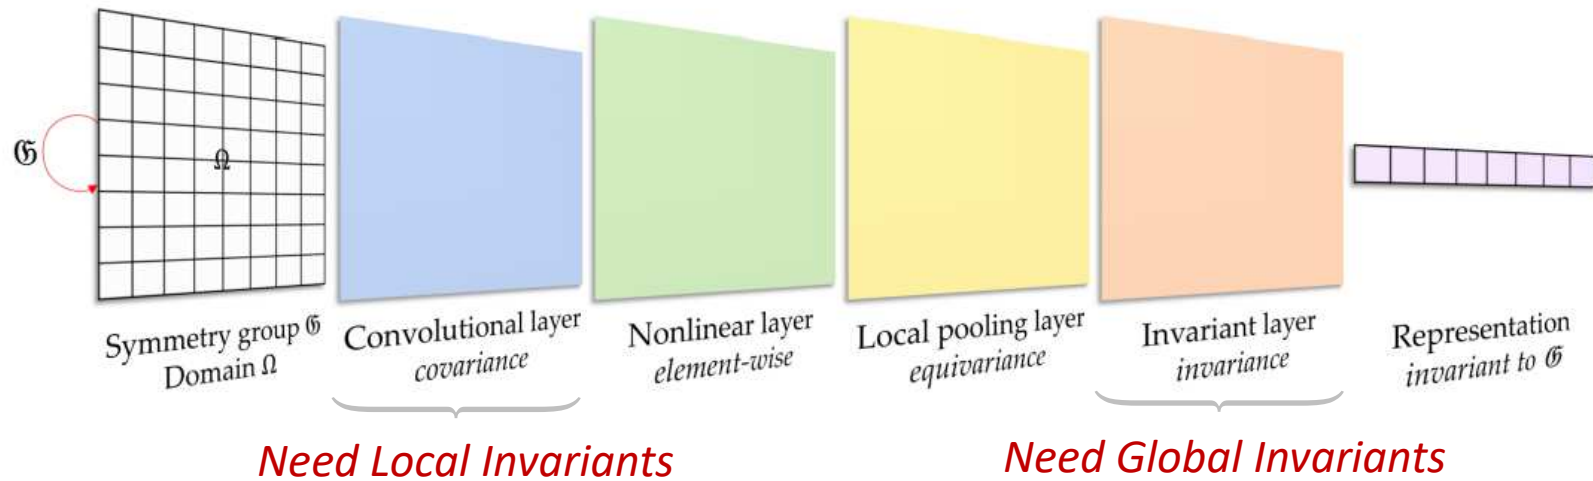 𝔊
Ω
Symmetry group 𝔊
Domain Ω
Convolutional layer
covariance
Nonlinear layer
element-wise
Local pooling layer
equivariance
Invariant layer
invariance
Representation
invariant to 𝔊
Need Local Invariants
Need Global Invariants